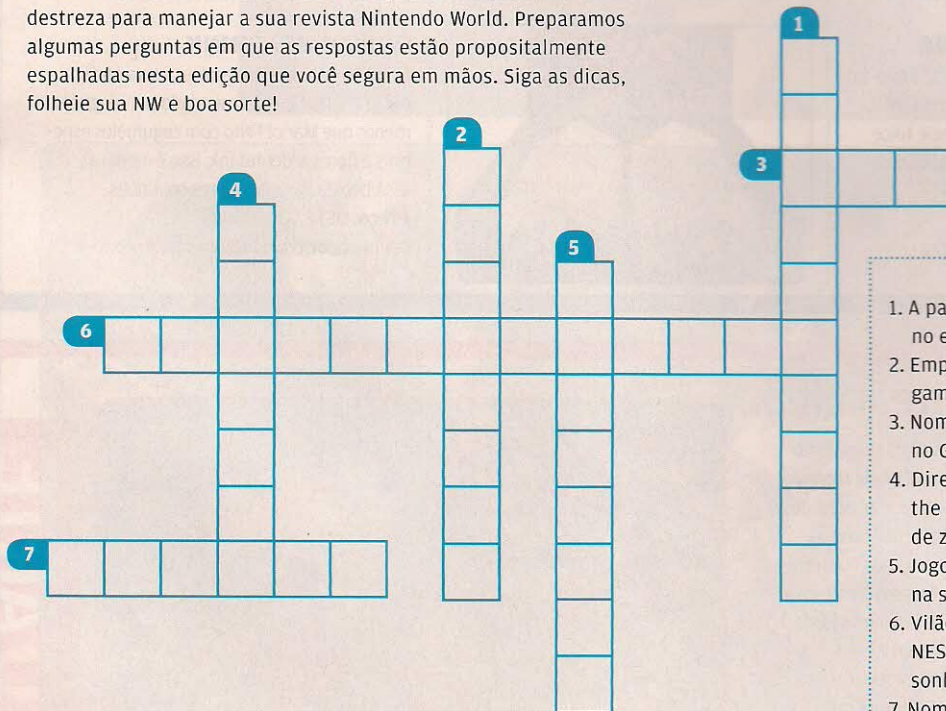 destreza para manejar a sua revista Nintendo World. Preparamos
algumas perguntas em que as respostas estão propositalmente
espalhadas nesta edição que você segura em mãos. Siga as dicas,
folheie sua NW e boa sorte!
1
2
3
4
5
6
7
1. A pa
no e
2. Emp
gam
3. Nom
no
4. Dire
the
de z
5. Jogo
na s
6. Vilã
NES
son
7. Nom